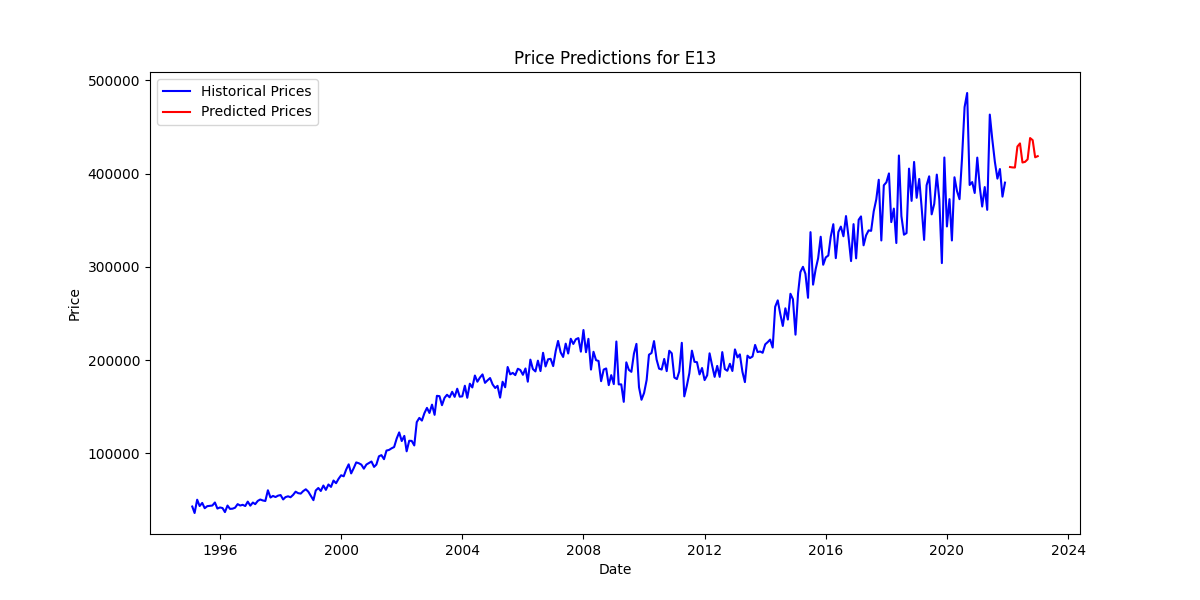 Price Predictions for E13
Historical Prices
Predicted Prices
500000
400000
300000
200000
100000
Price
1996 2000 2004 2008 2012 2016 2020 2024
Date